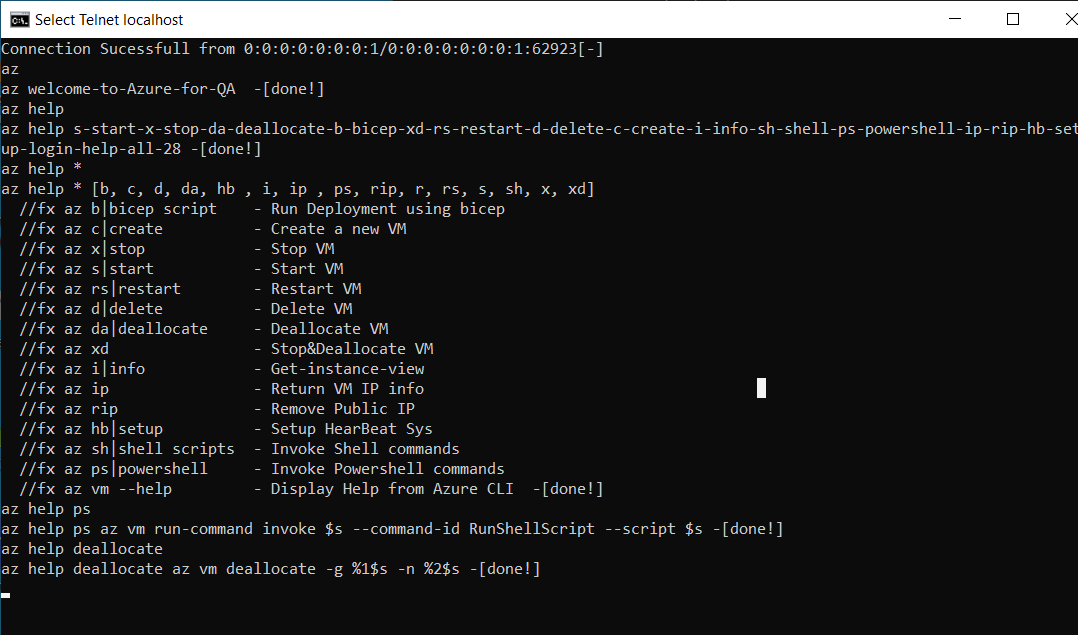 Select Telnet localhost
Connection Sucessfull from 0:0:0:0:0:0:0:1/0:0:0:0:0:0:0:1:62923[-]
az
az welcome-to-Azure-for-QA  -[done!]
az help
az help s-start-x-stop-da-deallocate-b-bicep-xd-rs-restart-d-delete-c-create-i-info-sh-shell-ps-powershell-ip-rip-hb-set
up-login-help-all-28 -[done!]
az help *
az help * [b, c, d, da, hb , i, ip , ps, rip, r, rs, s, sh, x, xd]
  //fx az b|bicep script    - Run Deployment using bicep
  //fx az c|create          - Create a new VM
  //fx az x|stop            - Stop VM
  //fx az s|start           - Start VM
  //fx az rs|restart        - Restart VM
  //fx az d|delete          - Delete VM
  //fx az da|deallocate     - Deallocate VM
  //fx az xd                - Stop&Deallocate VM
  //fx az i|info            - Get-instance-view
  //fx az ip                - Return VM IP info
  //fx az rip               - Remove Public IP
  //fx az hb|setup          - Setup HearBeat Sys
  //fx az sh|shell scripts  - Invoke Shell commands
  //fx az ps|powershell     - Invoke Powershell commands
  //fx az vm --help         - Display Help from Azure CLI  -[done!]
az help ps
az help ps az vm run-command invoke $s --command-id RunShellScript --script $s -[done!]
az help deallocate
az help deallocate az vm deallocate -g %1$s -n %2$s -[done!]